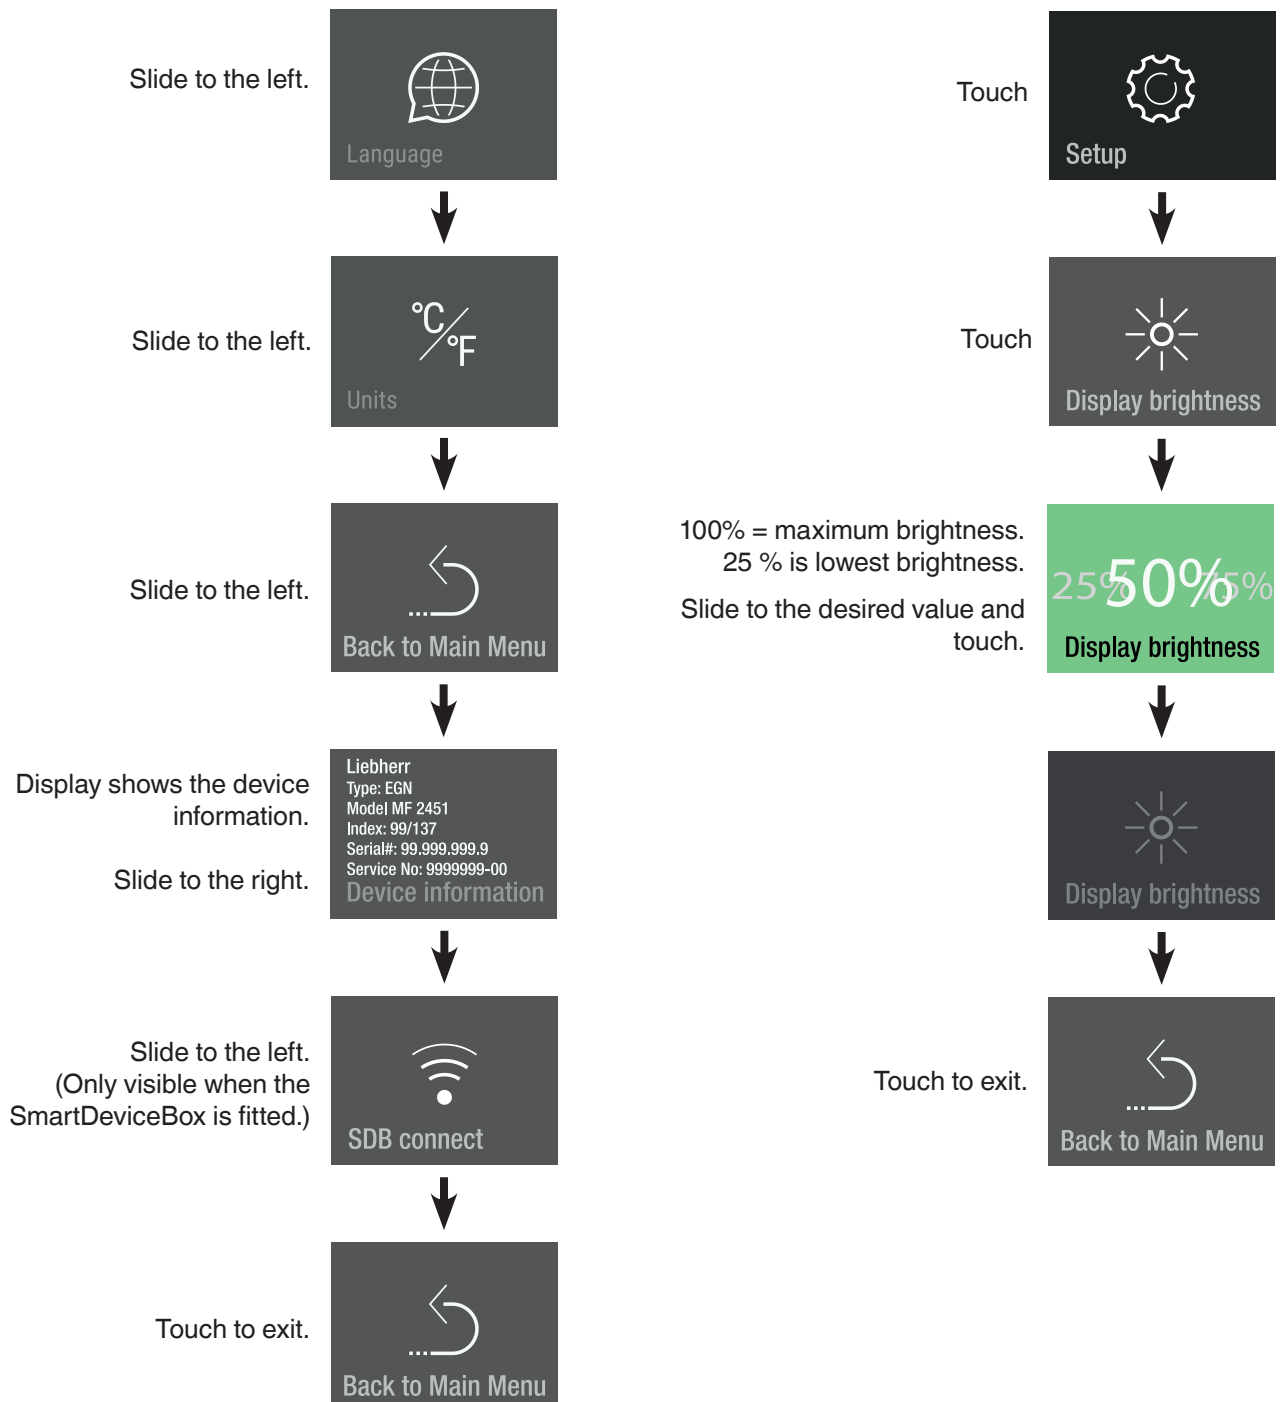 Slide to the left.
Language
Slide to the left.
°C/°F
Units
Slide to the left.
Back to Main Menu
Display shows the device
information.
Slide to the right.
Liebherr
Type: EGN
Model MF 2451
Index: 99/137
Serial#: 99.999.999.9
Service No: 9999999-00
Device information
Slide to the left.
(Only visible when the
SmartDeviceBox is fitted.)
SDB connect
Touch to exit.
Back to Main Menu
Touch
Setup
Touch
Display brightness
100% = maximum brightness.
25 % is lowest brightness.
Slide to the desired value and
touch.
25% 50% 75%
Display brightness
Display brightness
Touch to exit.
Back to Main Menu